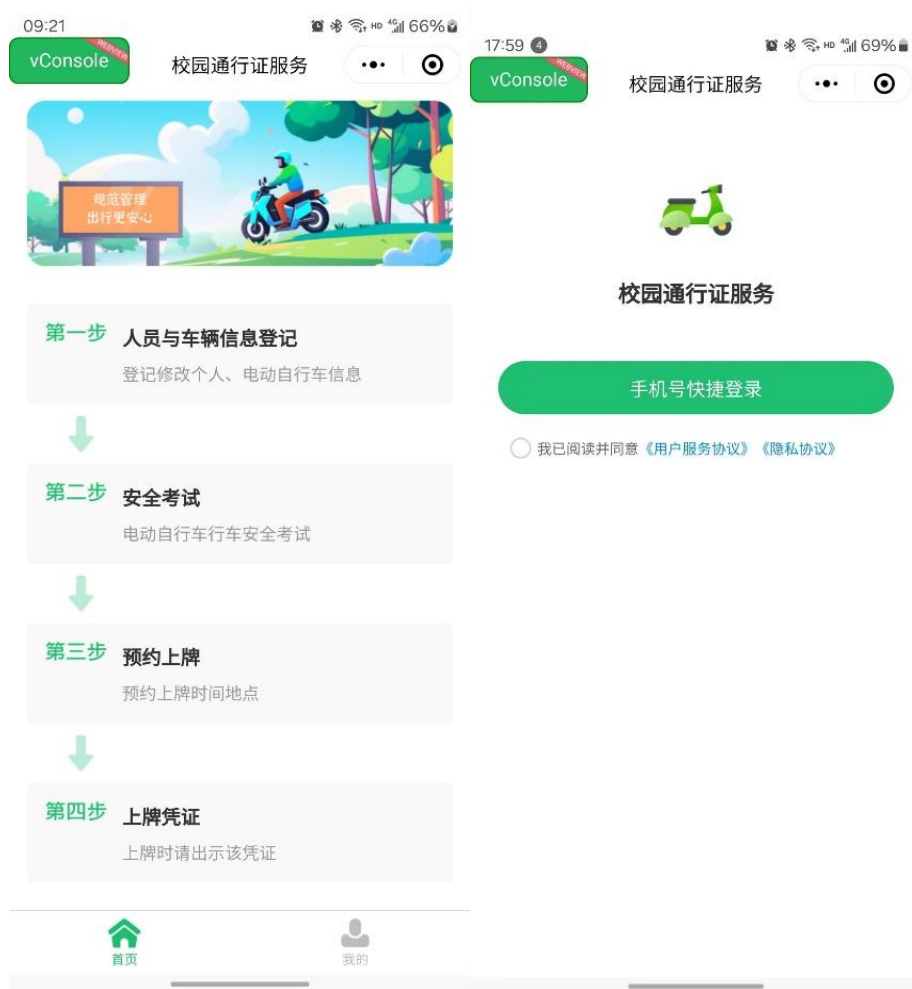 09:21
HD 4G 66%
vConsole
WEBVIEW
校园通行证服务
规范管理
出行更安心
第一步
人员与车辆信息登记
登记修改个人、电动自行车信息
第二步
安全考试
电动自行车行车安全考试
第三步
预约上牌
预约上牌时间地点
第四步
上牌凭证
上牌时请出示该凭证
首页
我的
17:59 4
HD 4G 69%
vConsole
WEBVIEW
校园通行证服务
校园通行证服务
手机号快捷登录
我已阅读并同意《用户服务协议》《隐私协议》